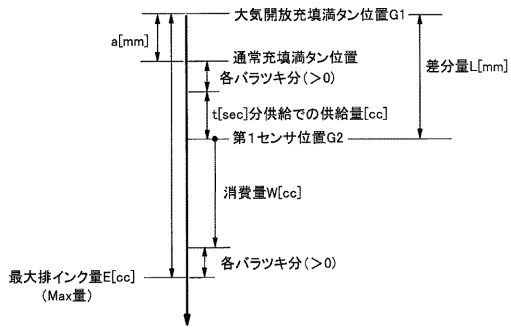 大気開放充填満タン位置G1
a[mm]
通常充填満タン位置
差分量L[mm]
各バラツキ分(>0)
t[sec]分供給での供給量[cc]
第1センサ位置G2
消費量W[cc]
各バラツキ分(>0)
最大排インク量E[cc]
(Max量)